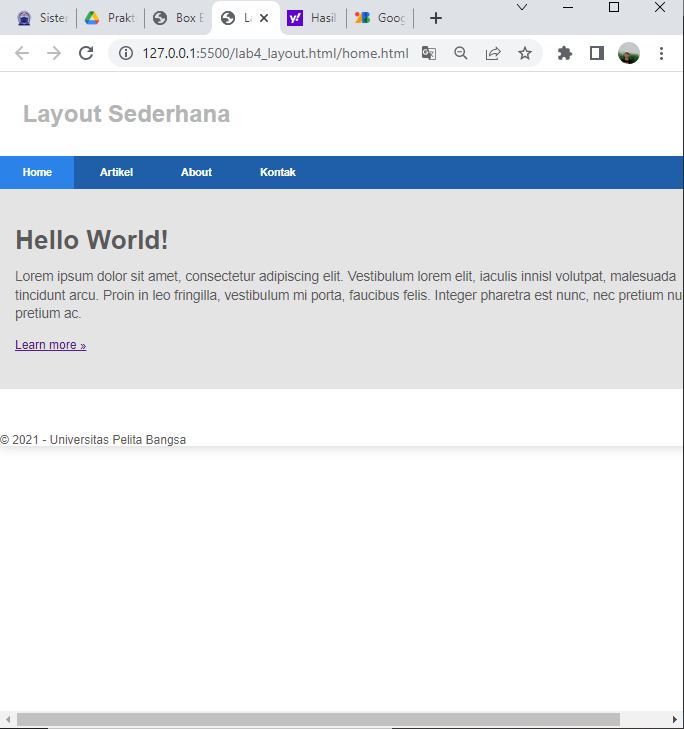 Sister
Prakt
Box E
La
Hasil
Goog
127.0.0.1:5500/lab4_layout.html/home.html
Layout Sederhana
Home Artikel About Kontak
Hello World!
Lorem ipsum dolor sit amet, consectetur adipiscing elit. Vestibulum lorem elit, iaculis innisl volutpat, malesuada
tincidunt arcu. Proin in leo fringilla, vestibulum mi porta, faucibus felis. Integer pharetra est nunc, nec pretium nu
pretium ac.
Learn more »
© 2021 - Universitas Pelita Bangsa